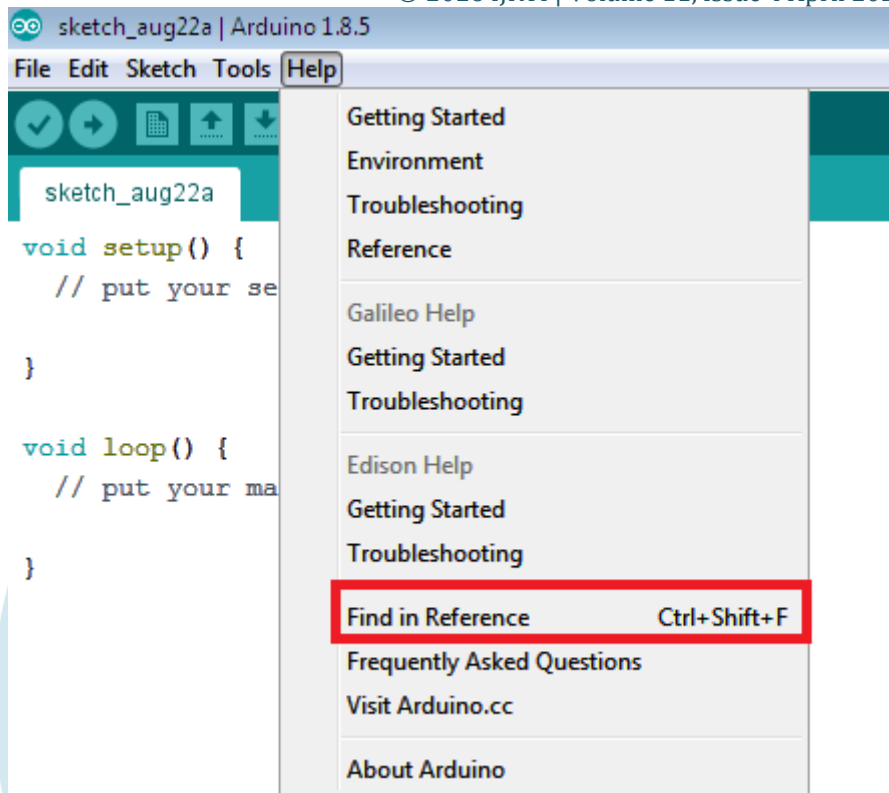 sketch_aug22a | Arduino 1.8.5
File Edit Sketch Tools Help
sketch_aug22a
void setup() {
// put your se
}
void loop() {
// put your ma
}
Getting Started
Environment
Troubleshooting
Reference
Galileo Help
Getting Started
Troubleshooting
Edison Help
Getting Started
Troubleshooting
Find in Reference Ctrl+Shift+F
Frequently Asked Questions
Visit Arduino.cc
About Arduino